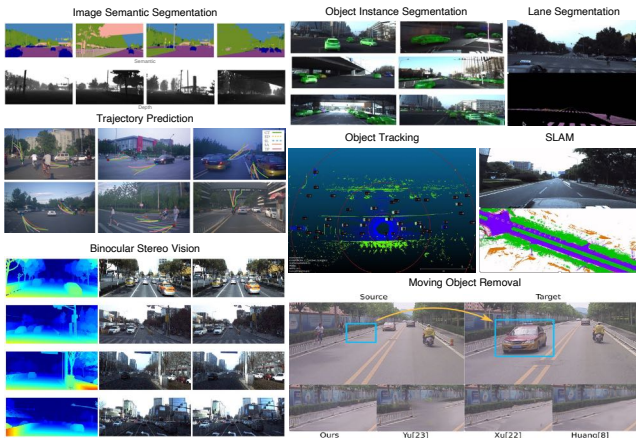 Image Semantic Segmentation
Semantic
Depth
Trajectory Prediction
Binocular Stereo Vision
Object Instance Segmentation
Lane Segmentation
Object Tracking
SLAM
Moving Object Removal
Source
Target
Ours
Yu[23]
Xu[22]
Huang[8]